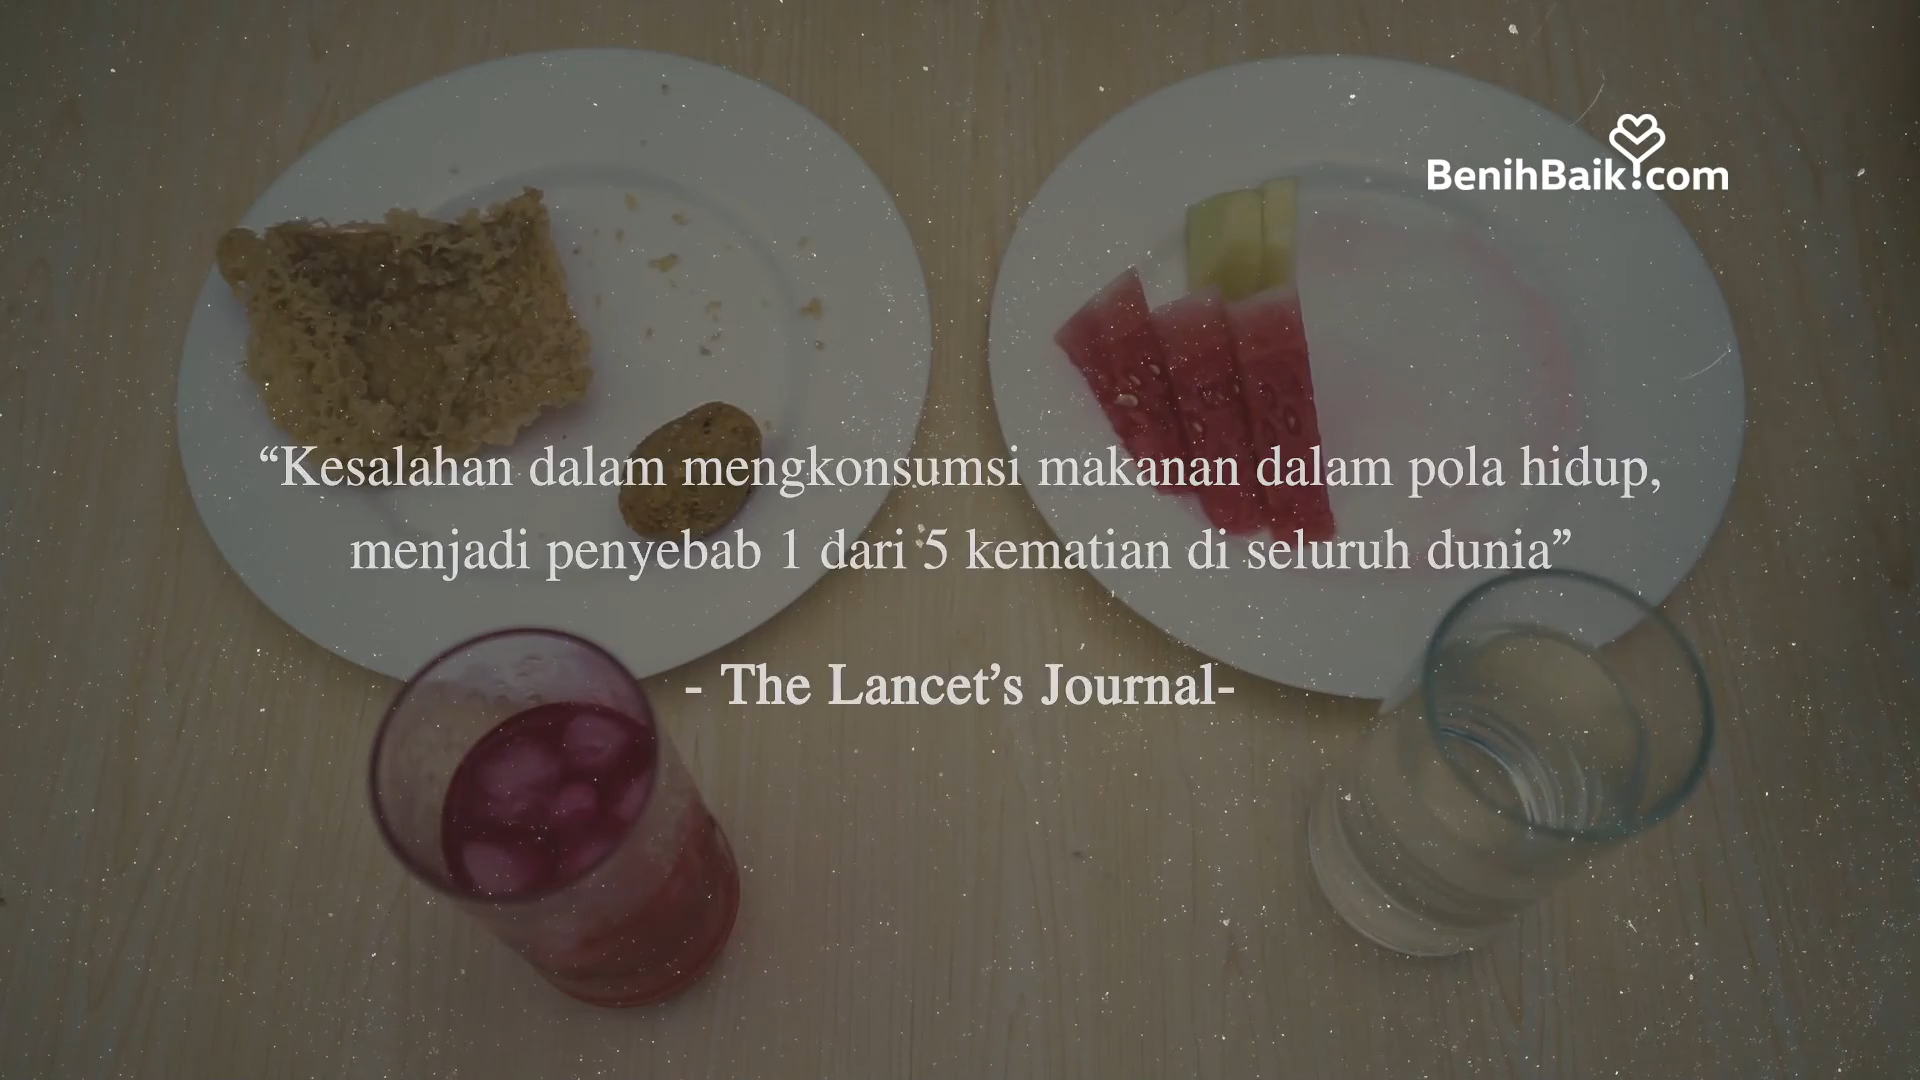 BenihBaik.com
“Kesalahan dalam mengkonsumsi makanan dalam pola hidup,
menjadi penyebab 1 dari 5 kematian di seluruh dunia”
- The Lancet’s Journal-